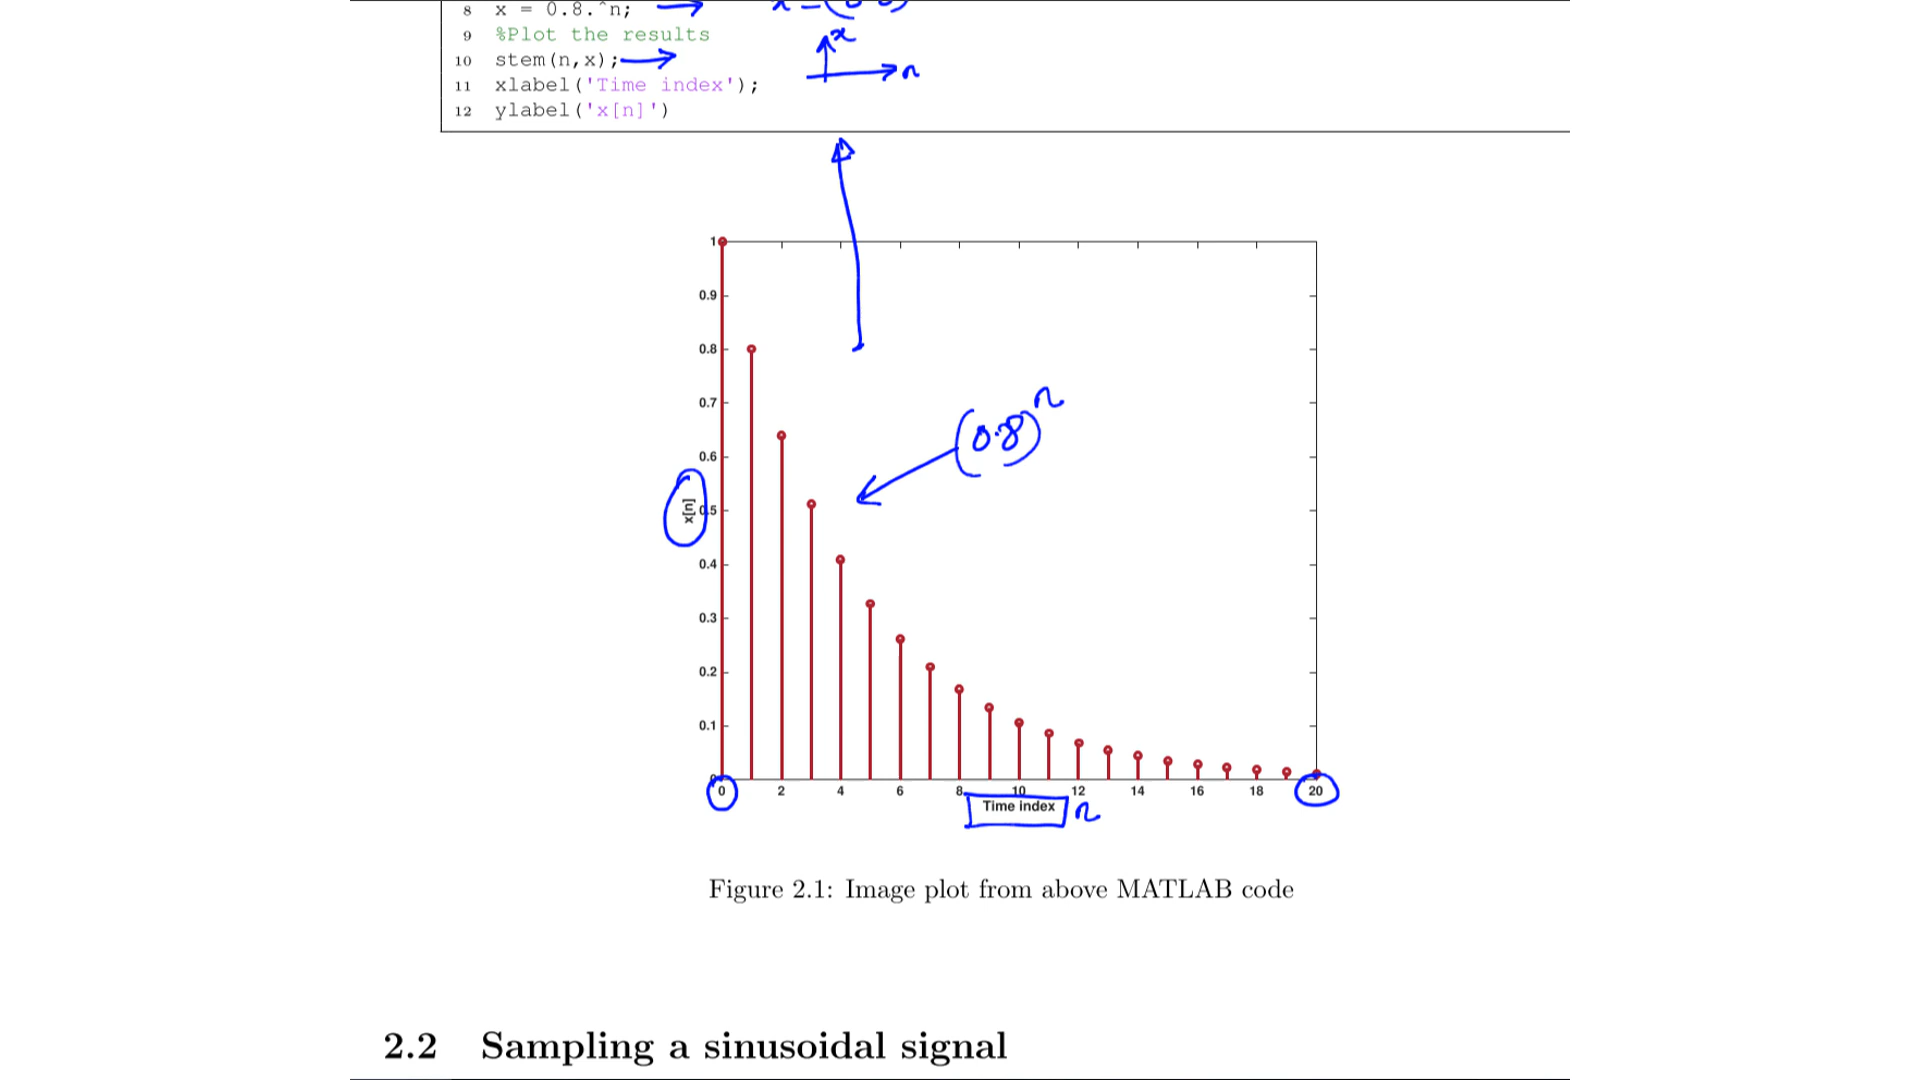 8 x = 0.8.^n;
9 %Plot the results
10 stem(n,x);
x
n
11 xlabel('Time index');
12 ylabel('x[n]')
1
0.9
0.8
0.7
(0.8)^n
0.6
x[n]
0.5
0.4
0.3
0.2
0.1
0 2 4 6 8 10 12 14 16 18 20
Time index n
Figure 2.1: Image plot from above MATLAB code
2.2 Sampling a sinusoidal signal